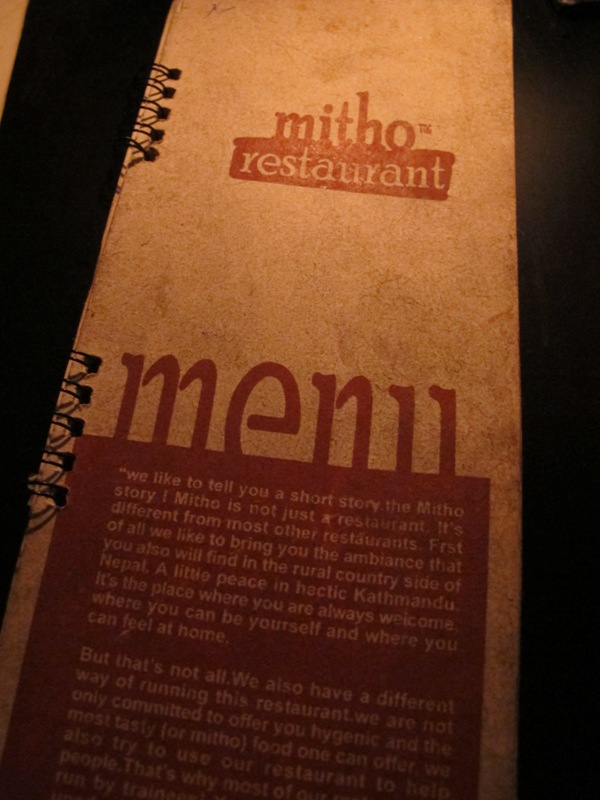 mitho™
restaurant
menu
"we like to tell you a short story.the Mitho
story ! Mitho is not just a restaurant. It's
different from most other restaurants. Frst
of all we like to bring you the ambiance that
you also will find in the rural country side of
Nepal. A little peace in hectic Kathmandu.
It's the place where you are always welcome.
where you can be yourself and where you
can feel at home.
But that's not all.We also have a different
way of running this restaurant.we are not
only committed to offer you hygenic and the
most tasty (or mitho) food one can offer, we
also try to use our restaurant to help
people.That's why most of our
run by trainees